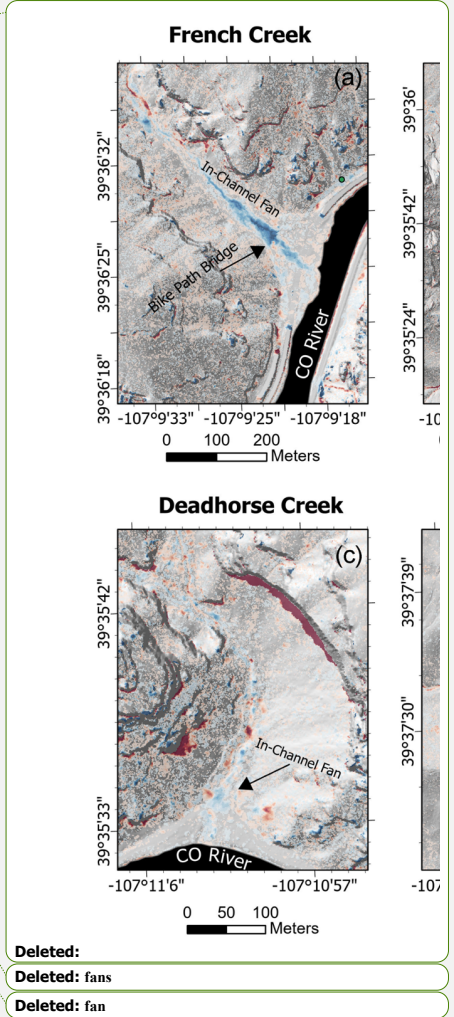 French Creek
(a)
39°36'32"
In-Channel Fan
39°36'
Bike Path Bridge
39°36'25"
39°35'42"
39°35'24"
CO River
39°36'18"
-107°9'33" -107°9'25" -107°9'18"
-10
0 100 200
Meters
Deadhorse Creek
(c)
39°35'42"
39°37'39"
In-Channel Fan
39°37'30"
39°35'33"
CO River
-107°11'6" -107°10'57"
-107
0 50 100
Meters
Deleted:
Deleted: fans
Deleted: fan